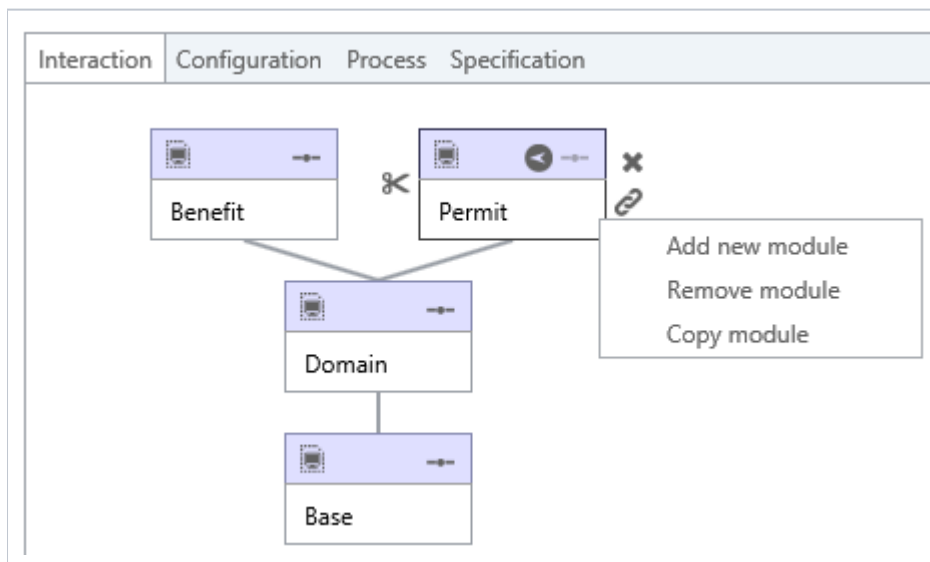 Interaction Configuration Process Specification
Benefit
Permit
Add new module
Remove module
Copy module
Domain
Base